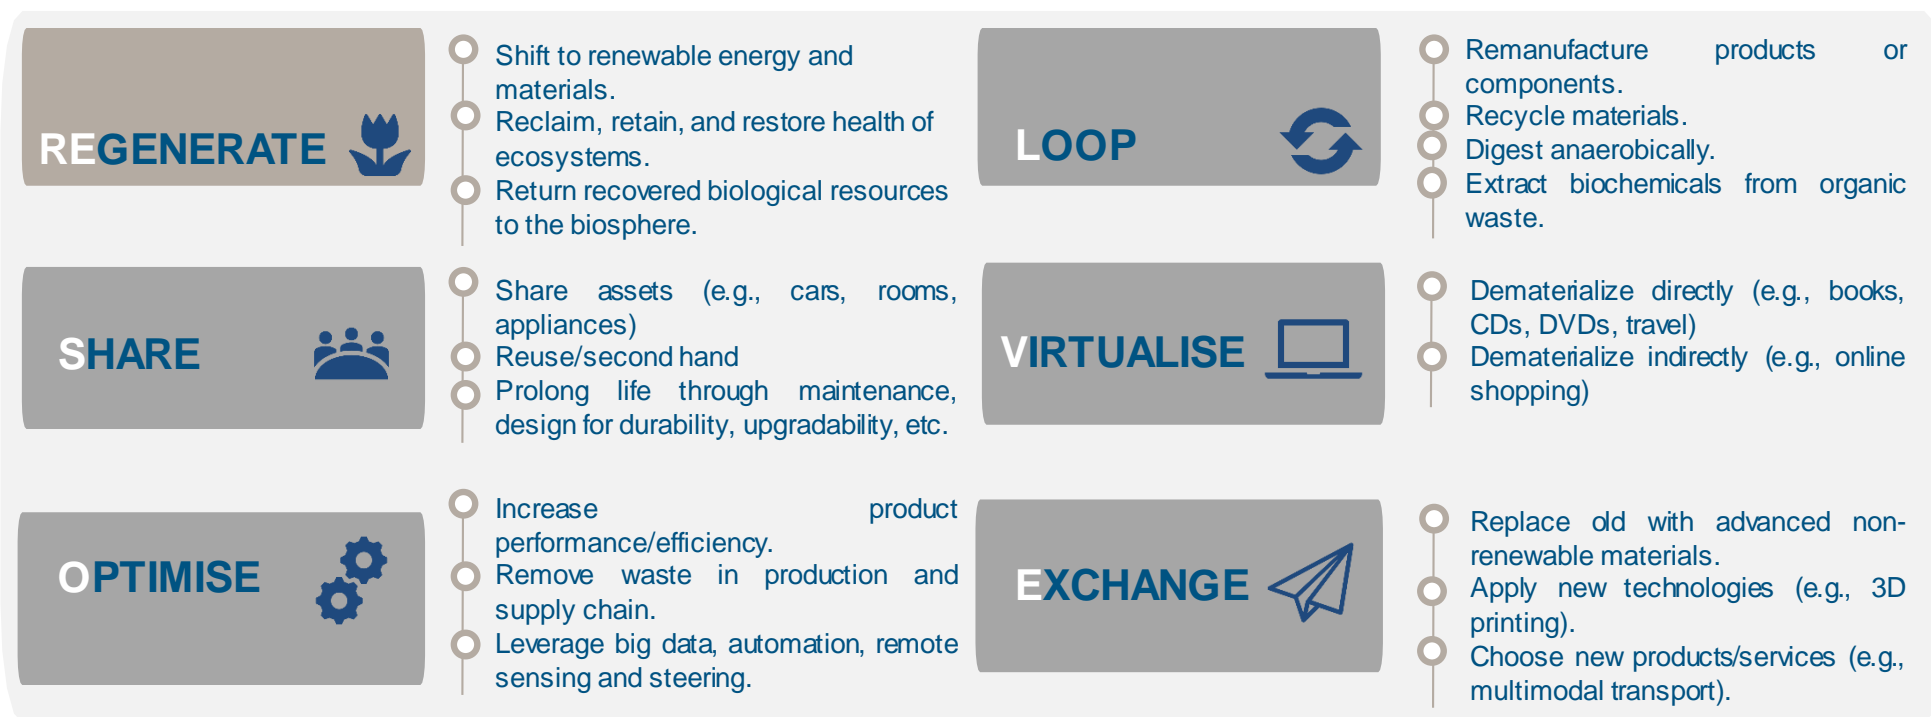 REGENERATE
Shift to renewable energy and
materials.
Reclaim, retain, and restore health of
ecosystems.
Return recovered biological resources
to the biosphere.
SHARE
Share assets (e.g., cars, rooms,
appliances)
Reuse/second hand
Prolong life through maintenance,
design for durability, upgradability, etc.
OPTIMISE
Increase product
performance/efficiency.
Remove waste in production and
supply chain.
Leverage big data, automation, remote
sensing and steering.
LOOP
Remanufacture products or
components.
Recycle materials.
Digest anaerobically.
Extract biochemicals from organic
waste.
VIRTUALISE
Dematerialize directly (e.g., books,
CDs, DVDs, travel)
Dematerialize indirectly (e.g., online
shopping)
EXCHANGE
Replace old with advanced non-
renewable materials.
Apply new technologies (e.g., 3D
printing).
Choose new products/services (e.g.,
multimodal transport).